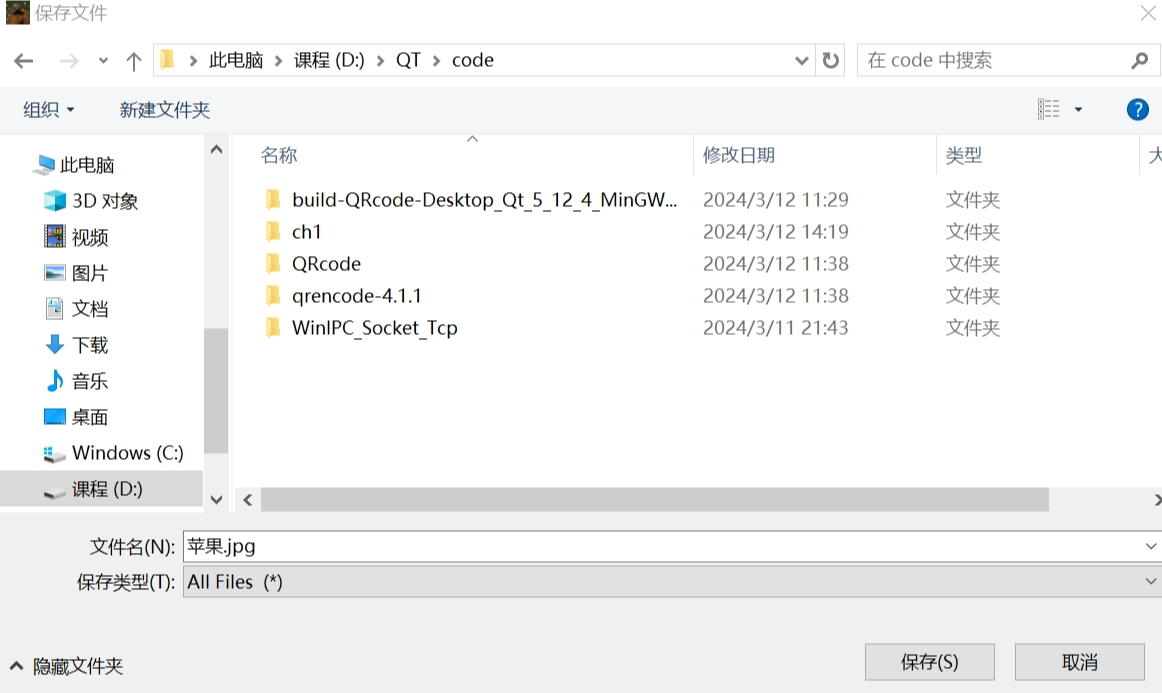 保存文件
此电脑 课程 (D:) QT code 在 code 中搜索
组织 新建文件夹
此电脑
3D 对象
视频
图片
文档
下载
音乐
桌面
Windows (C:)
课程 (D:)
名称 修改日期 类型 大
build-QRcode-Desktop_Qt_5_12_4_MinGW... 2024/3/12 11:29 文件夹
ch1 2024/3/12 14:19 文件夹
QRcode 2024/3/12 11:38 文件夹
qrencode-4.1.1 2024/3/12 11:38 文件夹
WinIPC_Socket_Tcp 2024/3/11 21:43 文件夹
文件名(N): 苹果.jpg
保存类型(T): All Files (*)
隐藏文件夹 保存(S) 取消